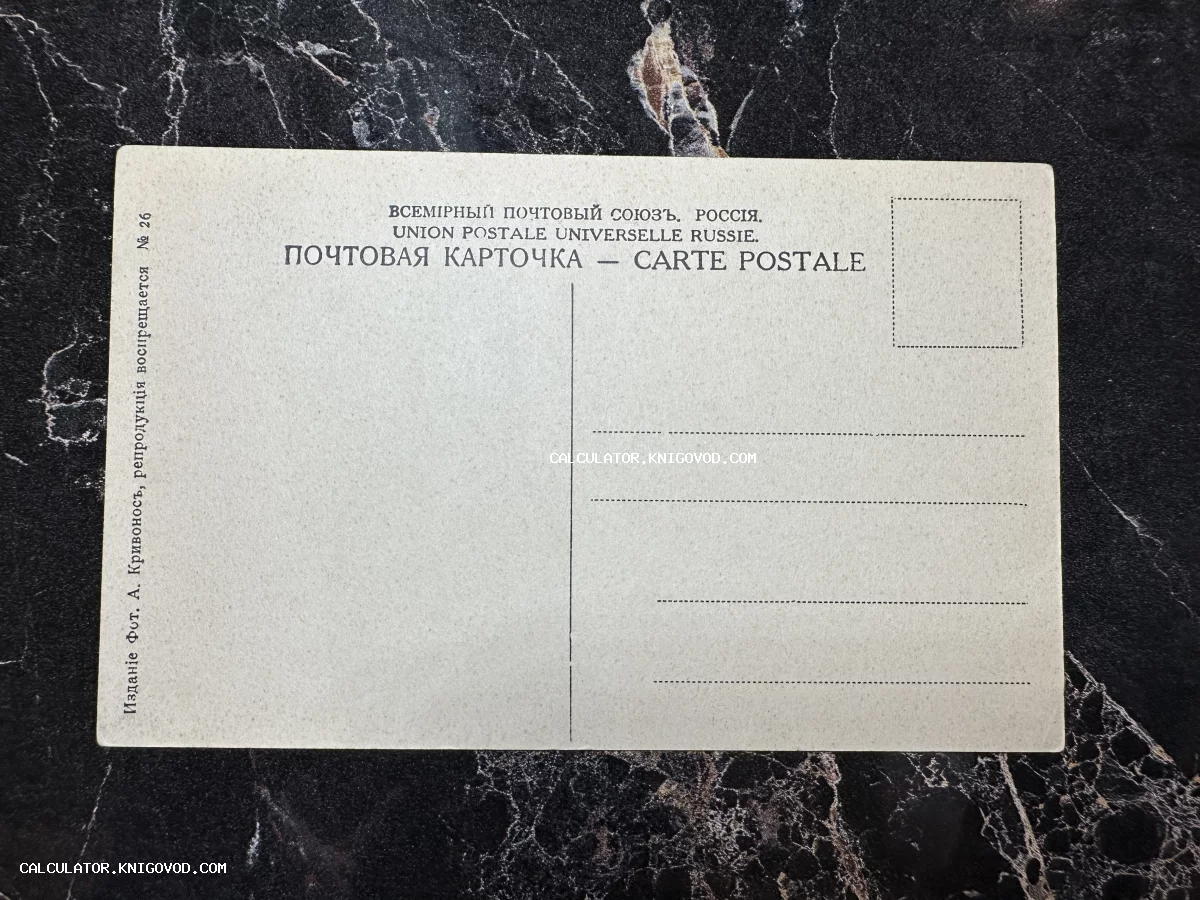 ВСЕМІРНЫЙ ПОЧТОВЫЙ СОЮЗЪ. РОССІЯ.
UNION POSTALE UNIVERSELLE RUSSIE.
ПОЧТОВАЯ КАРТОЧКА — CARTE POSTALE
Изданіе Фот. А. Кривоносъ, репродукція воспрещается № 26
CALCULATOR.KNIGOVOD.COM
CALCULATOR.KNIGOVOD.COM